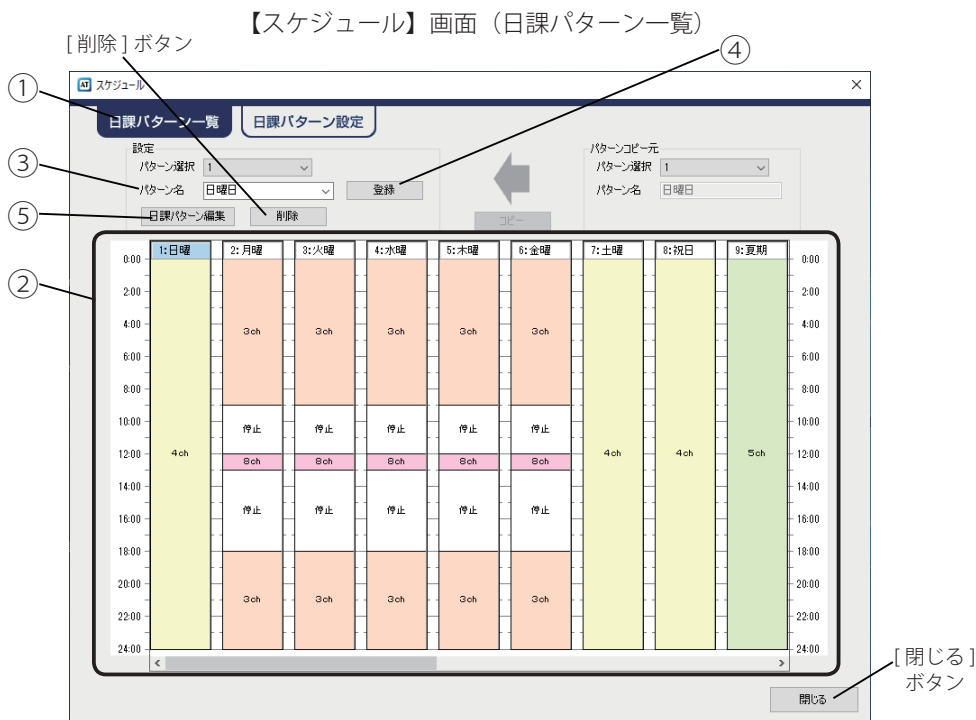 【スケジュール】画面（日課パターン一覧）
[ 削除 ] ボタン
④
①
AT スケジュール ×
日課パターン一覧 日課パターン設定
設定 パターンコピー元
③
パターン選択 1 パターン選択 1
パターン名 日曜日 登録 パターン名 日曜日
⑤
日課パターン編集 削除 コピー
②
1:日曜 2:月曜 3:火曜 4:水曜 5:木曜 6:金曜 7:土曜 8:祝日 9:夏期
0:00 0:00
2:00 2:00
4:00 3ch 3ch 3ch 3ch 3ch 4:00
6:00 6:00
8:00 8:00
10:00 停止 停止 停止 停止 停止 10:00
12:00 4ch 8ch 8ch 8ch 8ch 8ch 4ch 4ch 5ch 12:00
14:00 14:00
停止 停止 停止 停止 停止
16:00 16:00
18:00 18:00
20:00 20:00
3ch 3ch 3ch 3ch 3ch
22:00 22:00
24:00 24:00
[ 閉じる ]
ボタン
閉じる